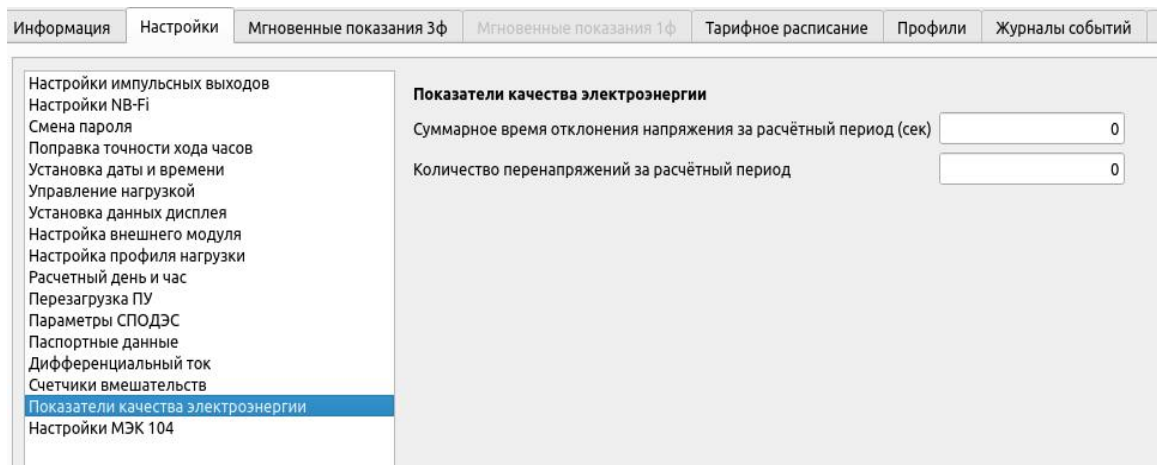 Информация Настройки Мгновенные показания 3ф Мгновенные показания 1ф Тарифное расписание Профили Журналы событий
Настройки импульсных выходов
Настройки NB-Fi
Смена пароля
Поправка точности хода часов
Установка даты и времени
Управление нагрузкой
Установка данных дисплея
Настройка внешнего модуля
Настройка профиля нагрузки
Расчетный день и час
Перезагрузка ПУ
Параметры СПОДЭС
Паспортные данные
Дифференциальный ток
Счетчики вмешательств
Показатели качества электроэнергии
Настройки МЭК 104
Показатели качества электроэнергии
Суммарное время отклонения напряжения за расчётный период (сек) 0
Количество перенапряжений за расчётный период 0